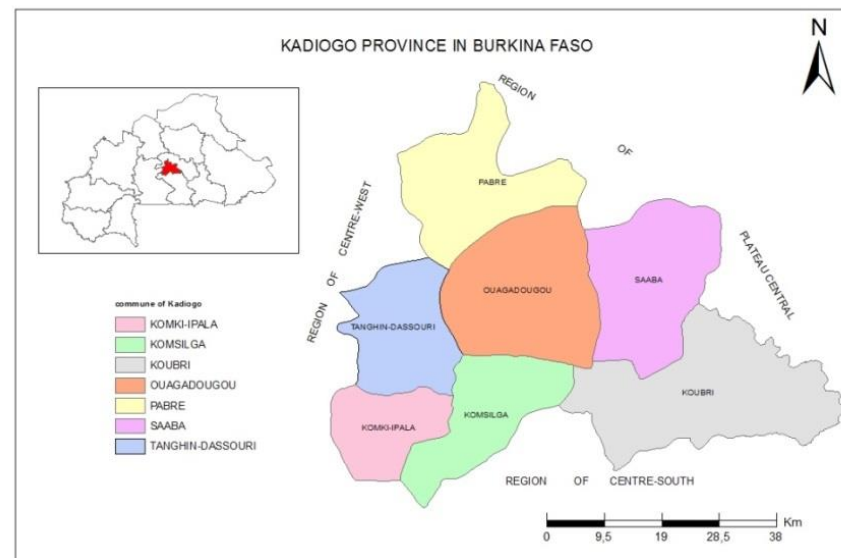 KADIOGO PROVINCE IN BURKINA FASO
N
REGION OF
PLATEAU CENTRAL
REGION OF CENTRE-WEST
PABRE
OUAGADOUGOU
SAABA
TANGHIN-DASSOURI
KOUBRI
KOMKI-IPALA
KOMSILGA
REGION OF CENTRE-SOUTH
commune of Kadiogo
KOMKI-IPALA
KOMSILGA
KOUBRI
OUAGADOUGOU
PABRE
SAABA
TANGHIN-DASSOURI
Km
0 9,5 19 28,5 38